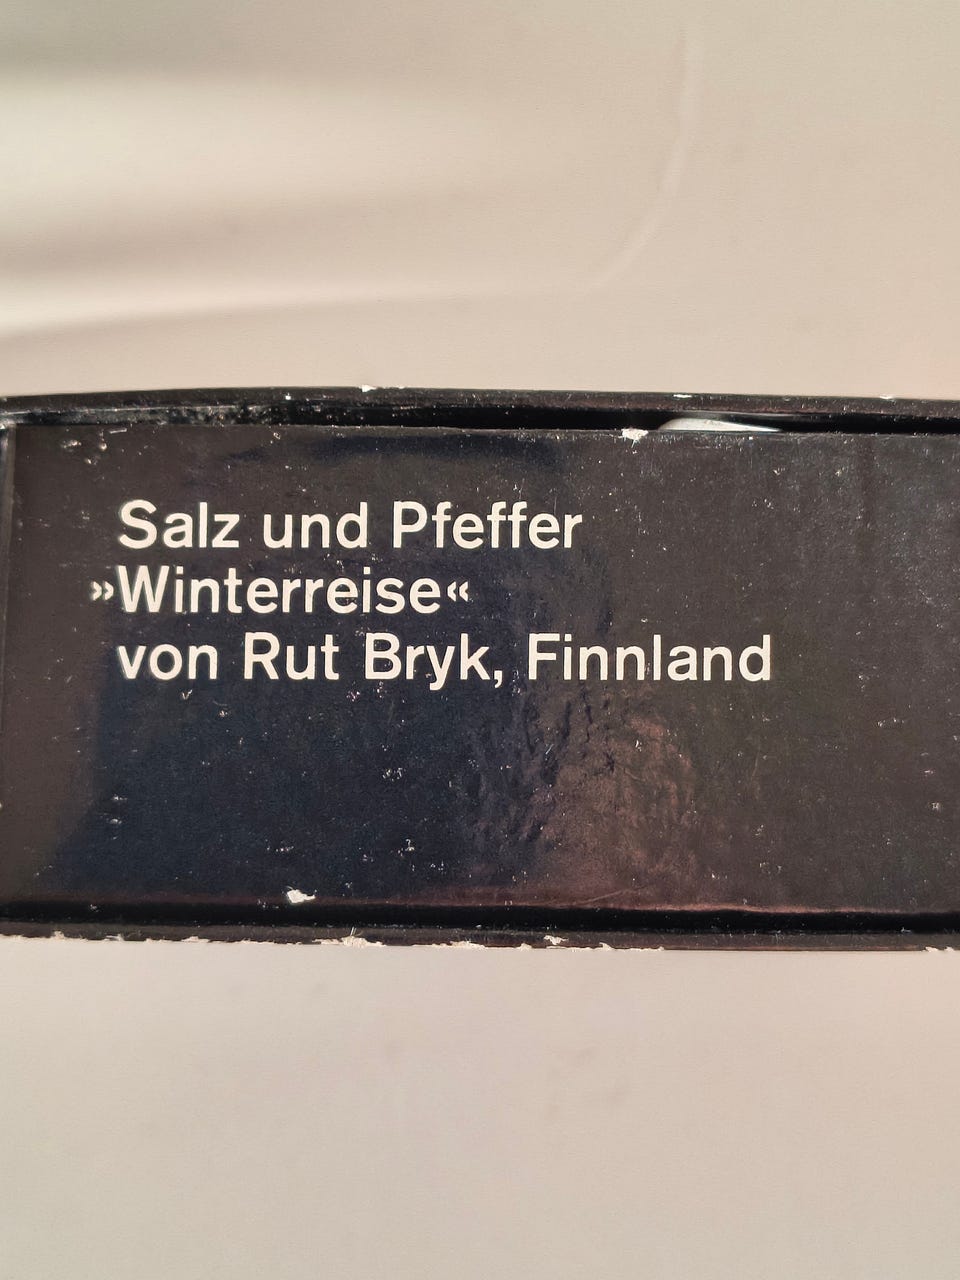 Salz und Pfeffer
»Winterreise«
von Rut Bryk, Finnland